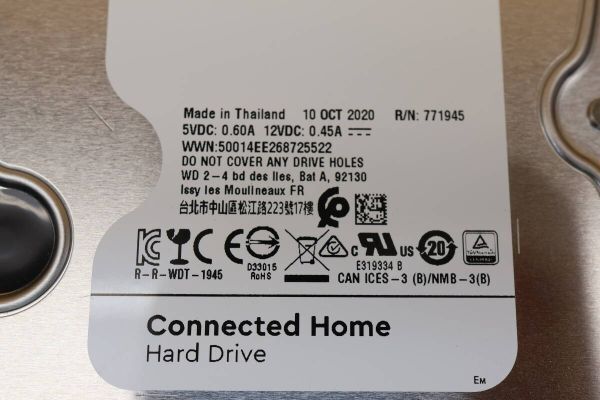 Made in Thailand 10 OCT 2020 R/N: 771945
5VDC: 0.60A 12VDC: 0.45A
WWN:50014EE268725522
DO NOT COVER ANY DRIVE HOLES
WD 2-4 bd des lles, Bat A, 92130
Issy les Moulineaux FR
台北市中山區松江路223號17樓
R-R-WDT-1945
D33015
RoHS
c RU US
20
E319334 B
CAN ICES-3 (B)/NMB-3(B)
Connected Home
Hard Drive
EM